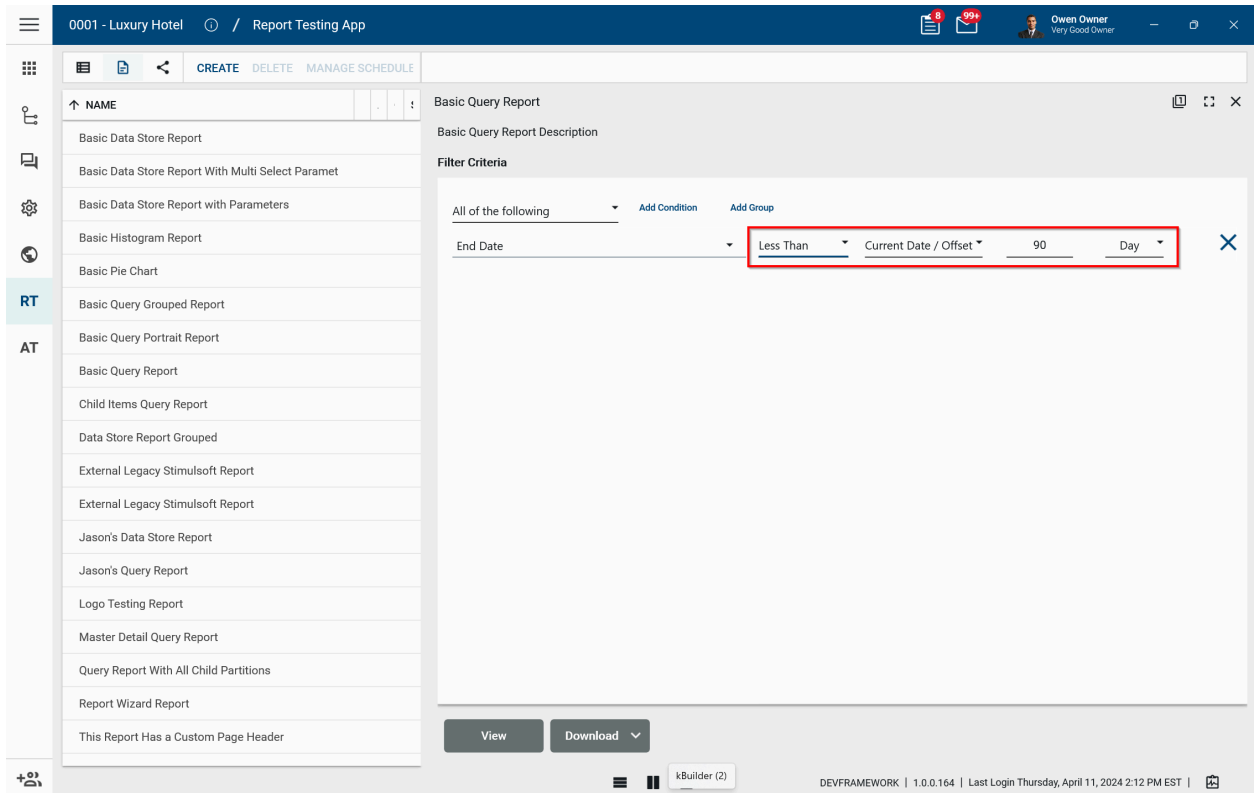 0001 - Luxury Hotel / Report Testing App
8
99+
Owen Owner
Very Good Owner
CREATE DELETE MANAGE SCHEDULE
NAME
Basic Data Store Report
Basic Data Store Report With Multi Select Paramet
Basic Data Store Report with Parameters
Basic Histogram Report
Basic Pie Chart
Basic Query Grouped Report
Basic Query Portrait Report
Basic Query Report
Child Items Query Report
Data Store Report Grouped
External Legacy Stimulsoft Report
External Legacy Stimulsoft Report
Jason's Data Store Report
Jason's Query Report
Logo Testing Report
Master Detail Query Report
Query Report With All Child Partitions
Report Wizard Report
This Report Has a Custom Page Header
RT
AT
Basic Query Report
1
Basic Query Report Description
Filter Criteria
All of the following Add Condition Add Group
End Date Less Than Current Date / Offset 90 Day
View Download
kBuilder (2)
DEVFRAMEWORK | 1.0.0.164 | Last Login Thursday, April 11, 2024 2:12 PM EST |